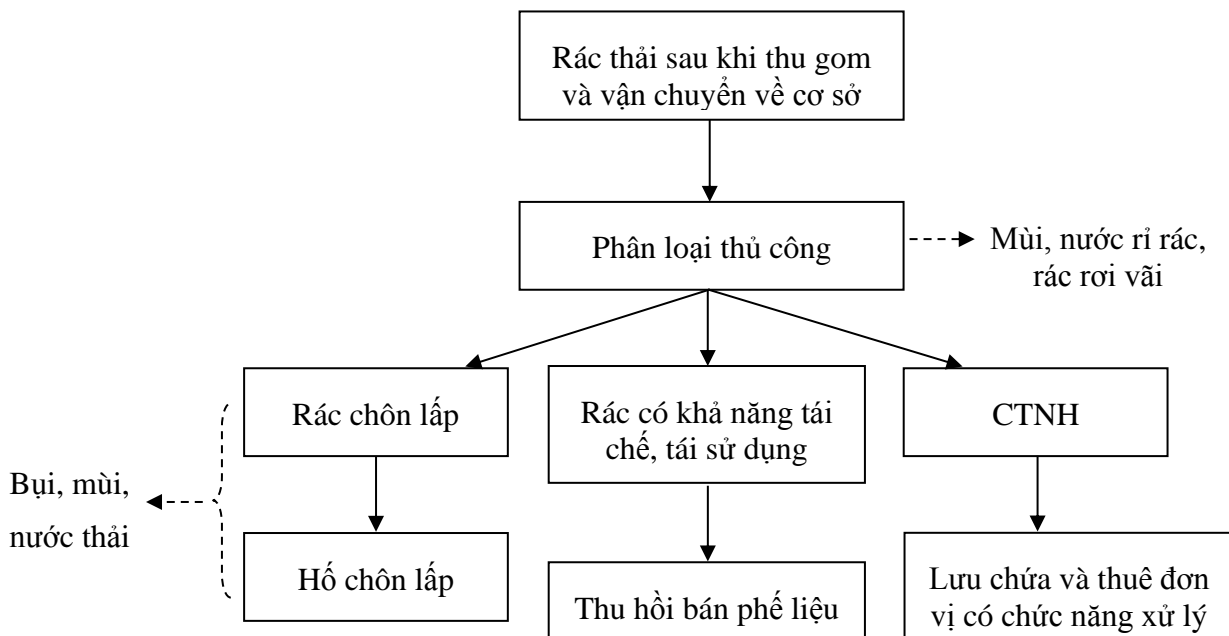 Rác thải sau khi thu gom
và vận chuyển về cơ sở
Phân loại thủ công
Mùi, nước rỉ rác,
rác rơi vãi
Rác chôn lấp
Rác có khả năng tái
chế, tái sử dụng
CTNH
Bụi, mùi,
nước thải
Hố chôn lấp
Thu hồi bán phế liệu
Lưu chứa và thuê đơn
vị có chức năng xử lý